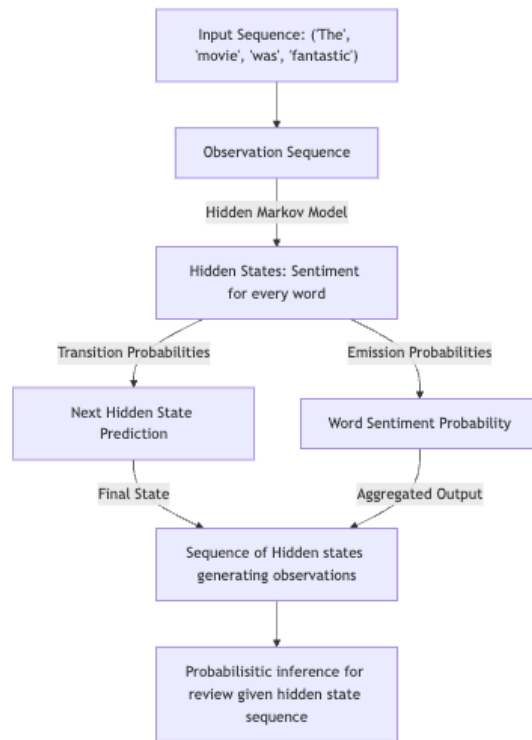 Input Sequence: ('The',
'movie', 'was', 'fantastic')
Observation Sequence
Hidden Markov Model
Hidden States: Sentiment
for every word
Transition Probabilities
Emission Probabilities
Next Hidden State
Prediction
Word Sentiment Probability
Final State
Aggregated Output
Sequence of Hidden states
generating observations
Probabilisitic inference for
review given hidden state
sequence